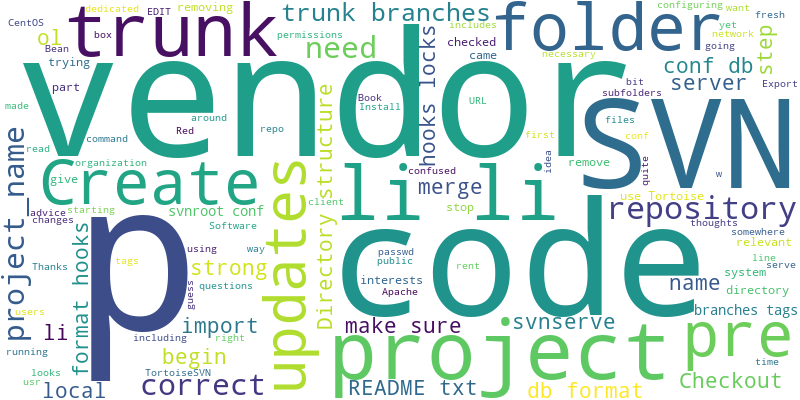 dedicated
EDIT
CentOS
Bean
box
removing
trunk
trunk branches
includes
permissions
necessary
configuring
want
yet
fresh
network
going
folder
step
ol
trying
part
need
checked
came
conf db
server
vendor
hooks locks
made
read
command
Red
around
repo
Book
Install
URL
files
bit
subfolders
Export
conf
SVN
first
idea
quite
w
remove
confused
organization
give
Create
li li
merge
stop
use Tortoise
repository
advice
changes
starting
svnroot conf
Software
client
updates
Directory structure
project_name
format hooks
p
code
using
way
thoughts
somewhere
relevant
line
serve
Thanks
tags
strong
questions
passwd
public
interests
Apache
rent
name
system
directory
branches tags
users
running
li
import
guess
including
right
make sure
svnserve
project
pre
time
looks
usr
local
TortoiseSVN
begin
correct
README txt
db format
Checkout